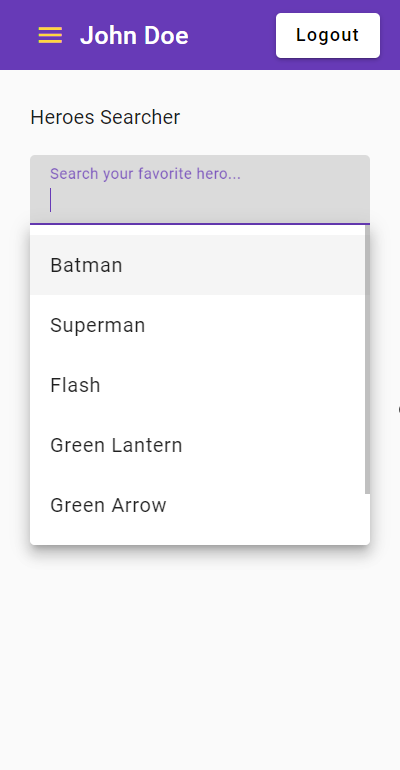 John Doe
Logout
Heroes Searcher
Search your favorite hero...
Batman
Superman
Flash
Green Lantern
Green Arrow